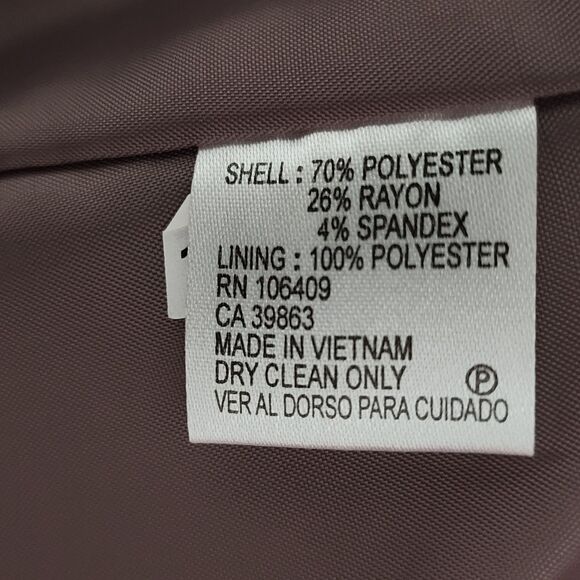 SHELL : 70% POLYESTER
26% RAYON
4% SPANDEX
LINING : 100% POLYESTER
RN 106409
CA 39863
MADE IN VIETNAM
DRY CLEAN ONLY Ⓟ
VER AL DORSO PARA CUIDADO